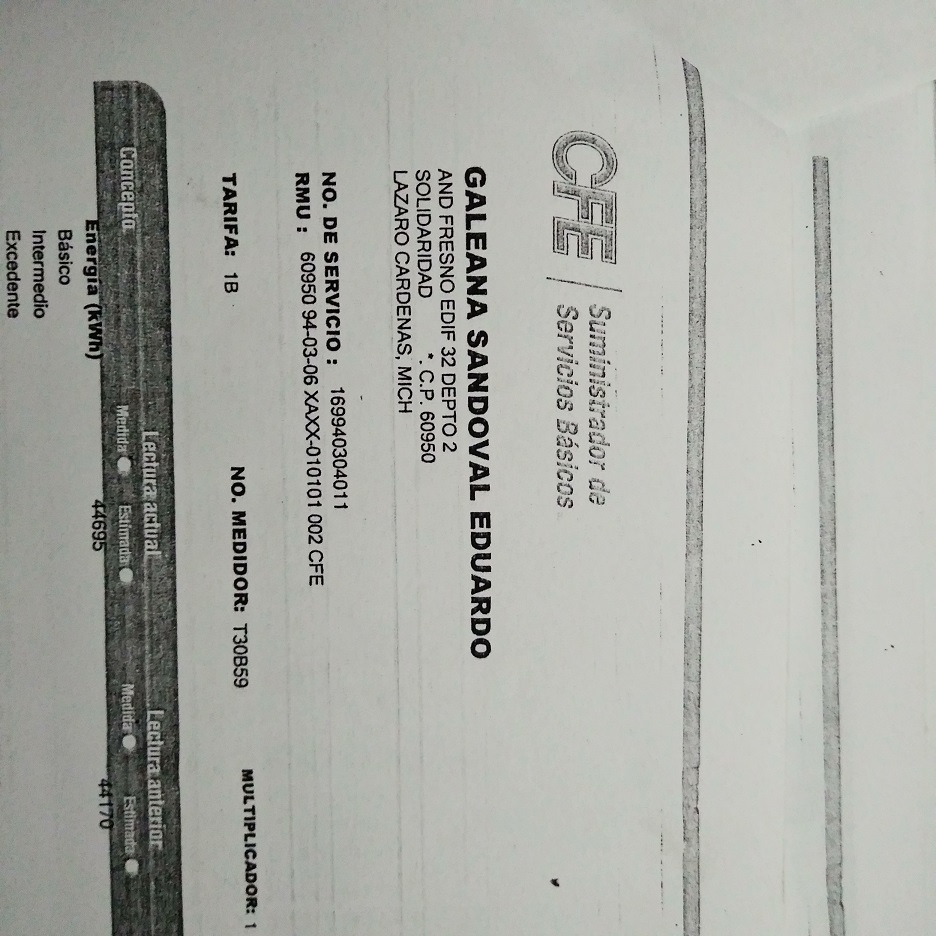 CFE
Suministrador de
Servicios Básicos
GALEANA SANDOVAL EDUARDO
AND FRESNO EDIF 32 DEPTO 2
SOLIDARIDAD *. C.P. 60950
LAZARO CARDENAS, MICH
NO. DE SERVICIO : 169940304011
RMU : 60950 94-03-06 XAXX-010101 002 CFE
TARIFA: 1B NO. MEDIDOR: T30B59 MULTIPLICADOR: 1
Concepto Lectura actual Lectura anterior
Medida Estimada Medida Estimada
Energía (kWh) 44695 44170
Básico
Intermedio
Excedente